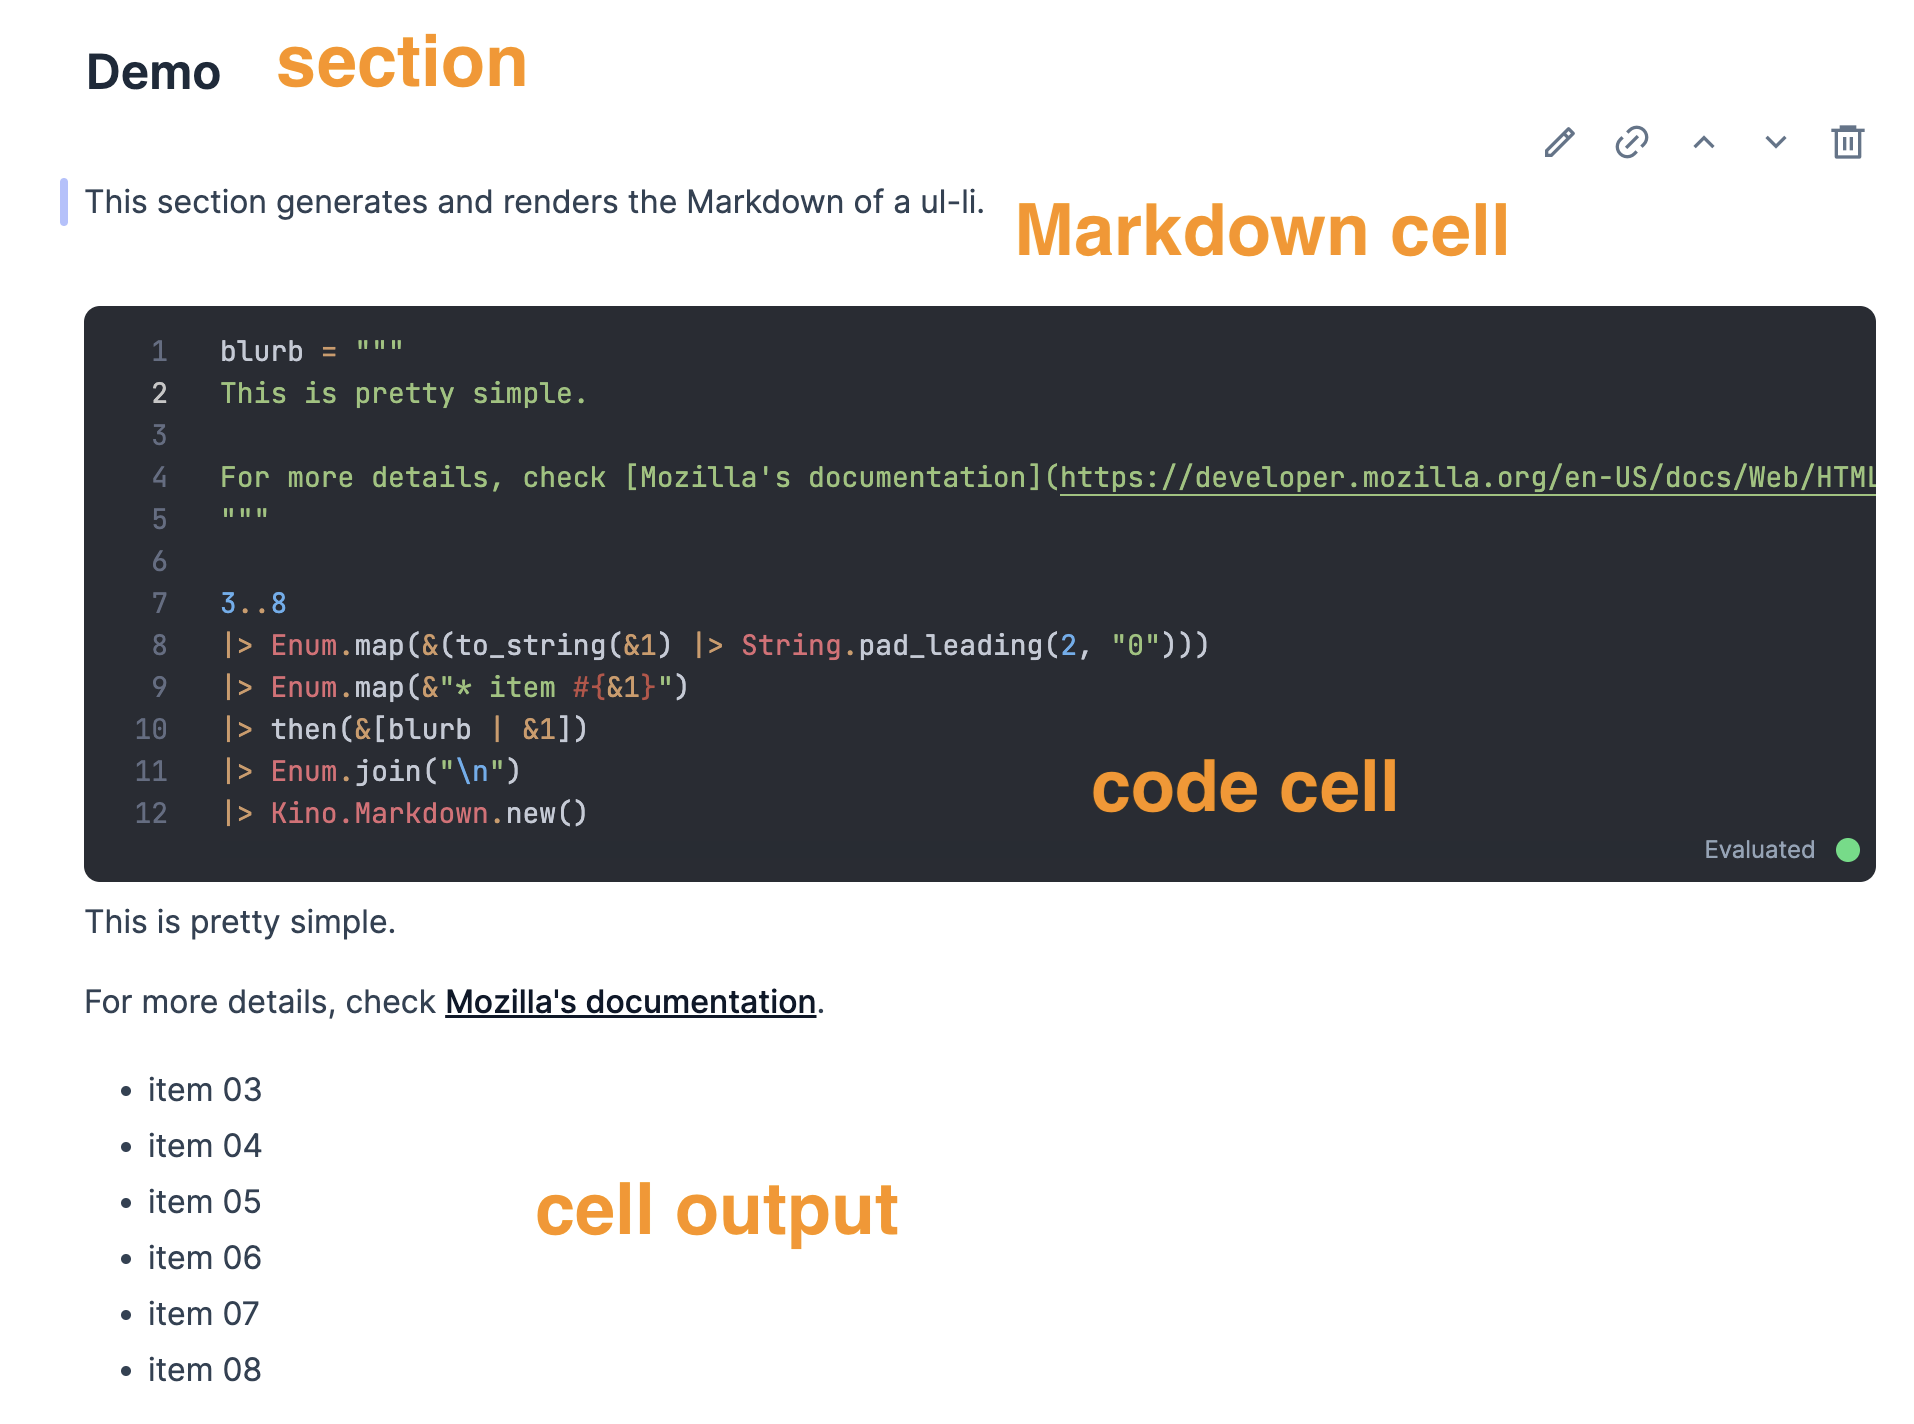 Demo section
This section generates and renders the Markdown of a ul-li.
Markdown cell
1 blurb = """
2 This is pretty simple.
3
4 For more details, check [Mozilla's documentation](https://developer.mozilla.org/en-US/docs/Web/HTML
5 """
6
7 3..8
8 |> Enum.map(&(to_string(&1) |> String.pad_leading(2, "0")))
9 |> Enum.map(&"* item #{&1}")
10 |> then(&[blurb | &1])
11 |> Enum.join("\n")
12 |> Kino.Markdown.new()
code cell
Evaluated
This is pretty simple.
For more details, check Mozilla's documentation.
• item 03
• item 04
• item 05
• item 06
• item 07
• item 08
cell output